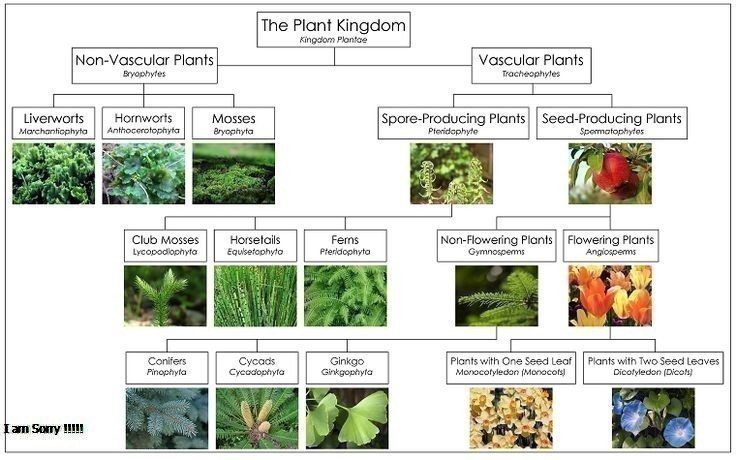 The Plant Kingdom
Kingdom Plantae
Non-Vascular Plants
Bryophytes
Vascular Plants
Tracheophytes
Liverworts
Marchantiophyta
Hornworts
Anthocerotophyta
Mosses
Bryophyta
Spore-Producing Plants
Pteridophyte
Seed-Producing Plants
Spermatophytes
Club Mosses
Lycopodiophyta
Horsetails
Equisetophyta
Ferns
Pteridophyta
Non-Flowering Plants
Gymnosperms
Flowering Plants
Angiosperms
Conifers
Pinophyta
Cycads
Cycadophyta
Ginkgo
Ginkgophyta
Plants with One Seed Leaf
Monocotyledon (Monocots)
Plants with Two Seed Leaves
Dicotyledon (Dicots)
I am Sorry !!!!!